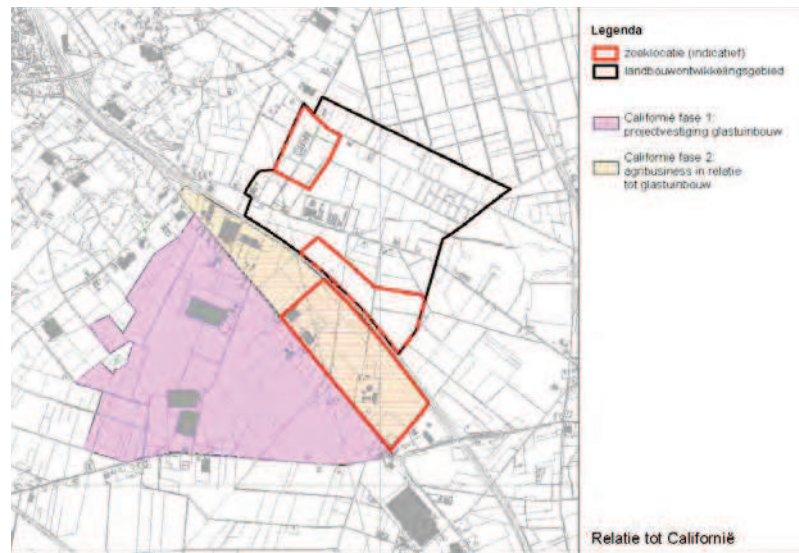 Legenda
zoeklocatie (indicatief)
landbouwontwikkelingsgebied
Californië fase 1:
projectvestiging glastuinbouw
Californië fase 2:
agribusiness in relatie
tot glastuinbouw
Relatie tot Californië